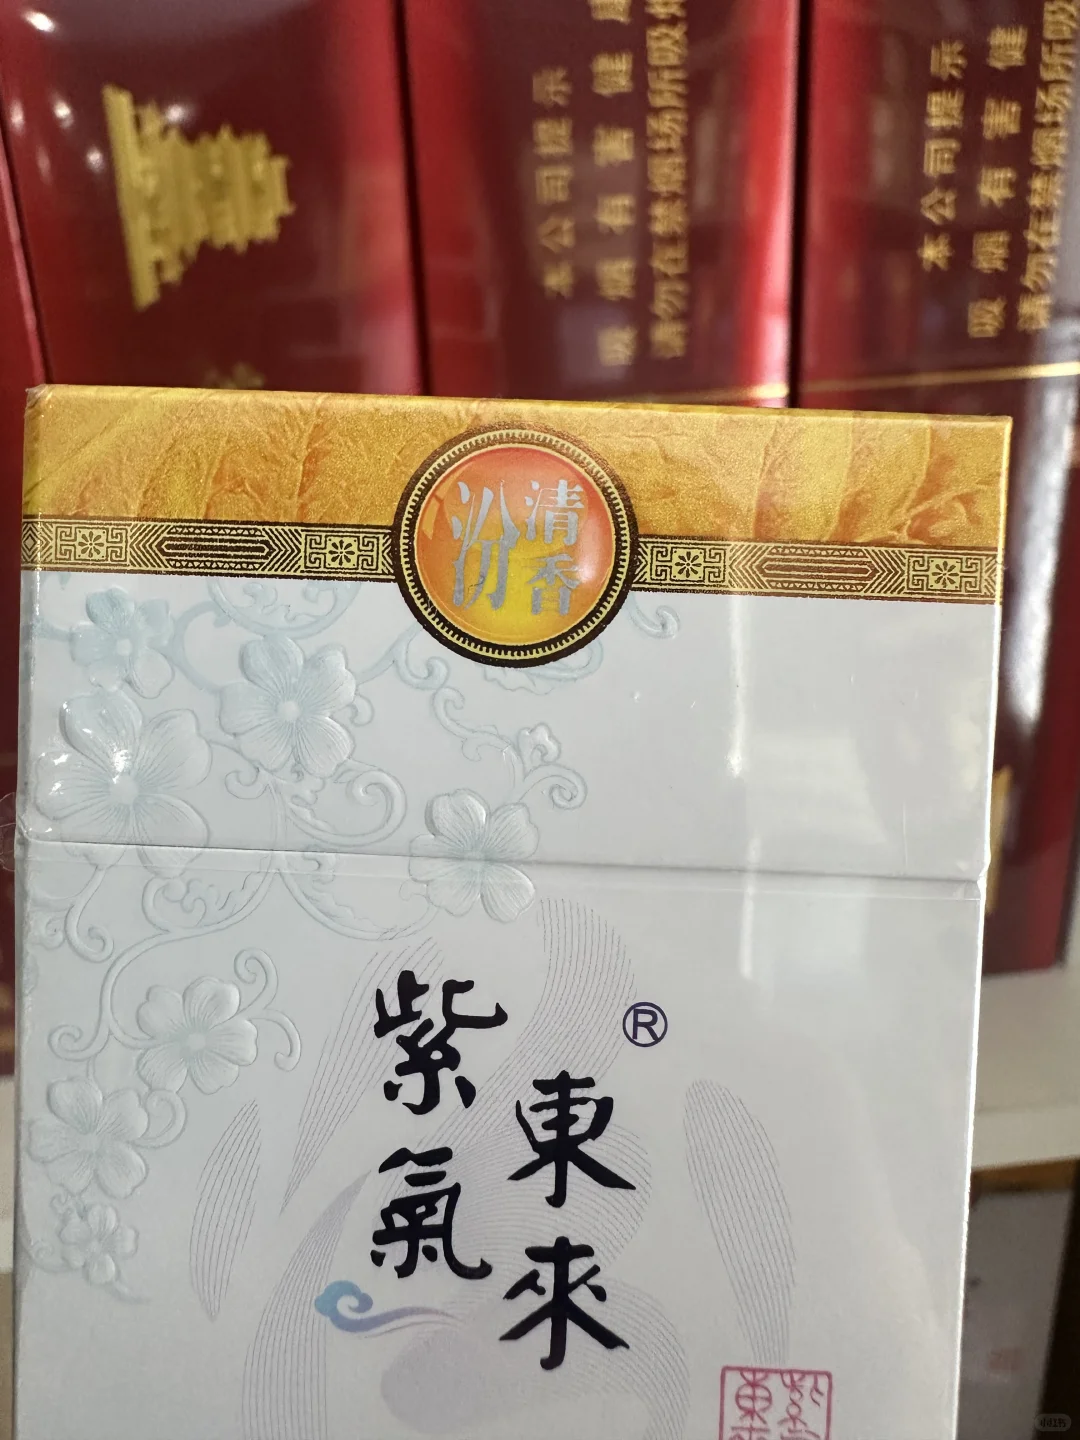 本公司提示
吸烟有害健康
请勿在禁烟场所吸烟
本公司提示
吸烟有害健
请勿在禁烟场所吸
清香
汾
紫氣
東來
®